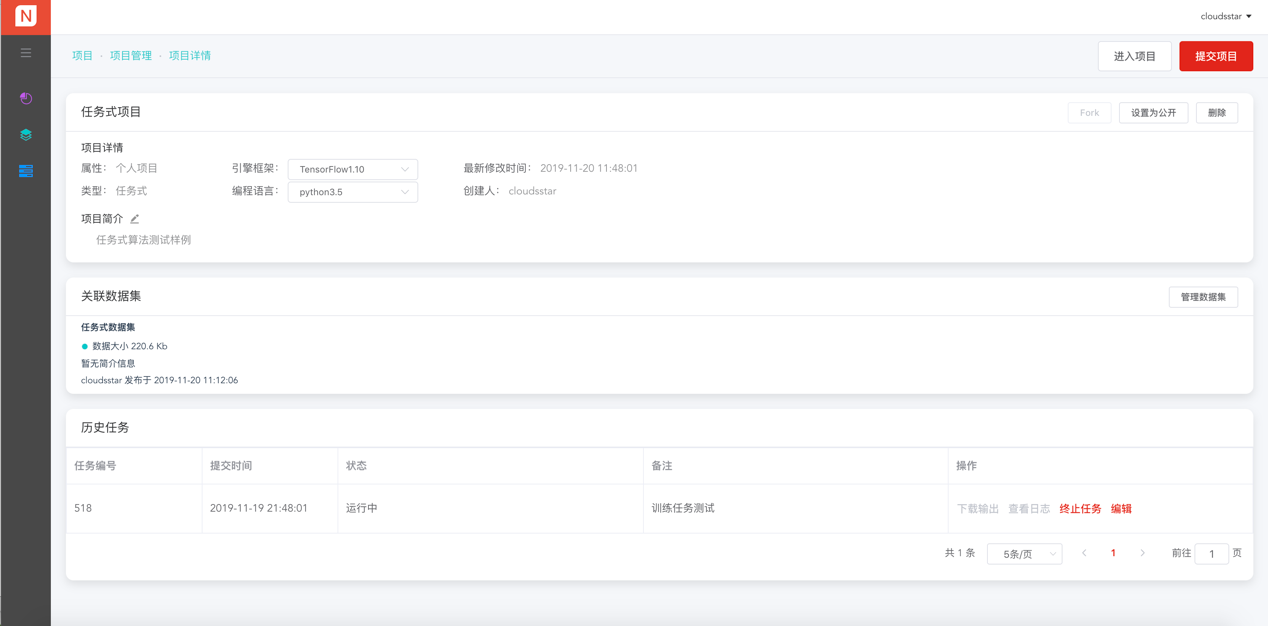 N
cloudsstar
项目 · 项目管理 · 项目详情
进入项目 提交项目
任务式项目
Fork 设置为公开 删除
项目详情
属性： 个人项目 引擎框架： TensorFlow1.10 最新修改时间： 2019-11-20 11:48:01
类型： 任务式 编程语言： python3.5 创建人： cloudsstar
项目简介
任务式算法测试样例
关联数据集 管理数据集
任务式数据集
数据大小 220.6 Kb
暂无简介信息
cloudsstar 发布于 2019-11-20 11:12:06
历史任务
任务编号 提交时间 状态 备注 操作
518 2019-11-19 21:48:01 运行中 训练任务测试 下载输出 查看日志 终止任务 编辑
共 1 条 5条/页 1 前往 1 页